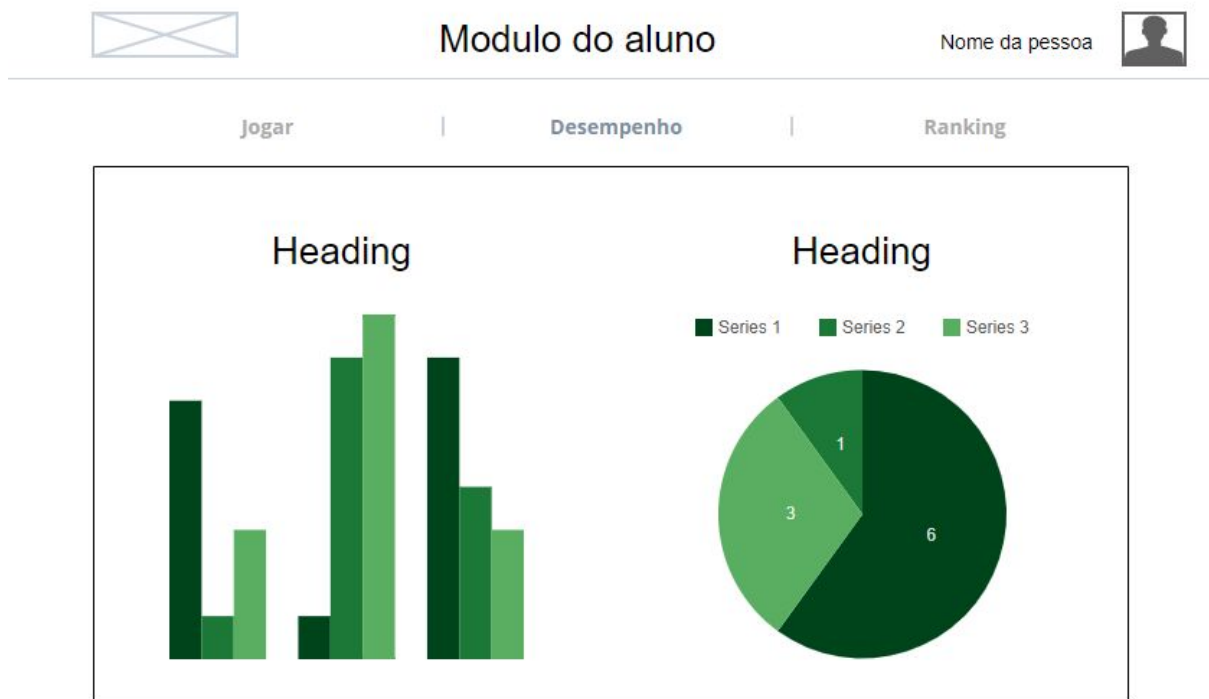 Modulo do aluno
Nome da pessoa
Jogar | Desempenho | Ranking
Heading
Heading
Series 1 Series 2 Series 3
1
3
6